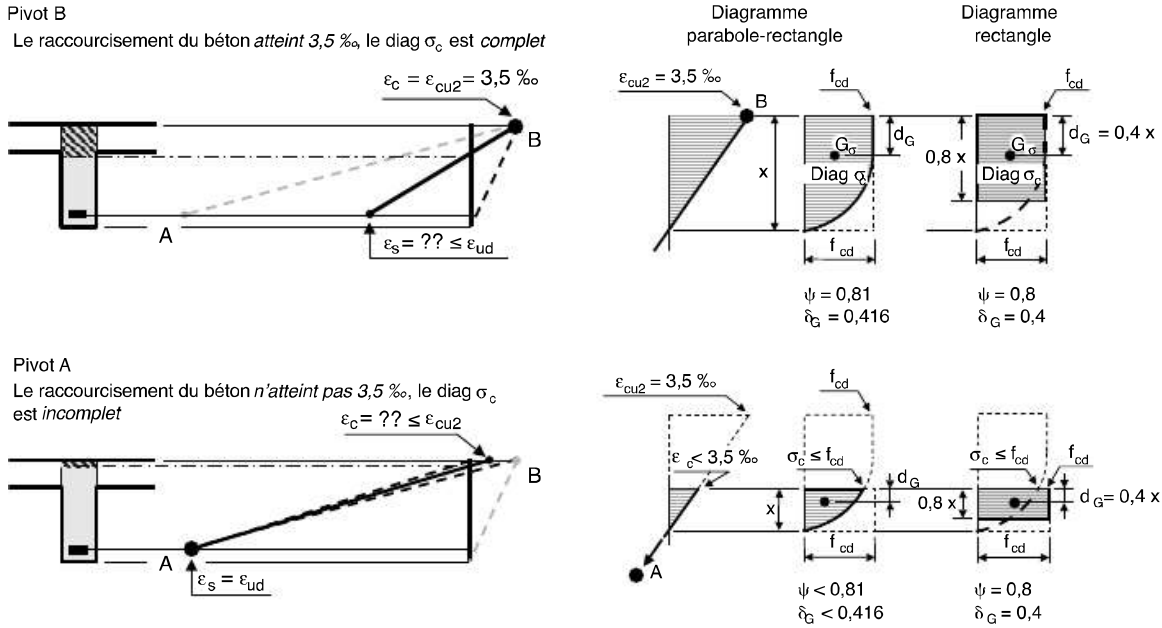 Pivot B
Le raccourcisement du béton atteint 3,5 ‰, le diag σc est complet
εc = εcu2 = 3,5 ‰
B
A
εs = ?? ≤ εud
Diagramme
parabole-rectangle
Diagramme
rectangle
εcu2 = 3,5 ‰
B
x
fcd
Gσ
Diag σc
dG
fcd
ψ = 0,81
δG = 0,416
fcd
0,8 x
Gσ
Diag σc
dG = 0,4 x
fcd
ψ = 0,8
δG = 0,4
Pivot A
Le raccourcisement du béton n'atteint pas 3,5 ‰, le diag σc
est incomplet
εc = ?? ≤ εcu2
B
A
εs = εud
εcu2 = 3,5 ‰
εc < 3,5 ‰
A
fcd
σc ≤ fcd
dG
x
fcd
ψ < 0,81
δG < 0,416
σc ≤ fcd
fcd
0,8 x
dG = 0,4 x
fcd
ψ = 0,8
δG = 0,4